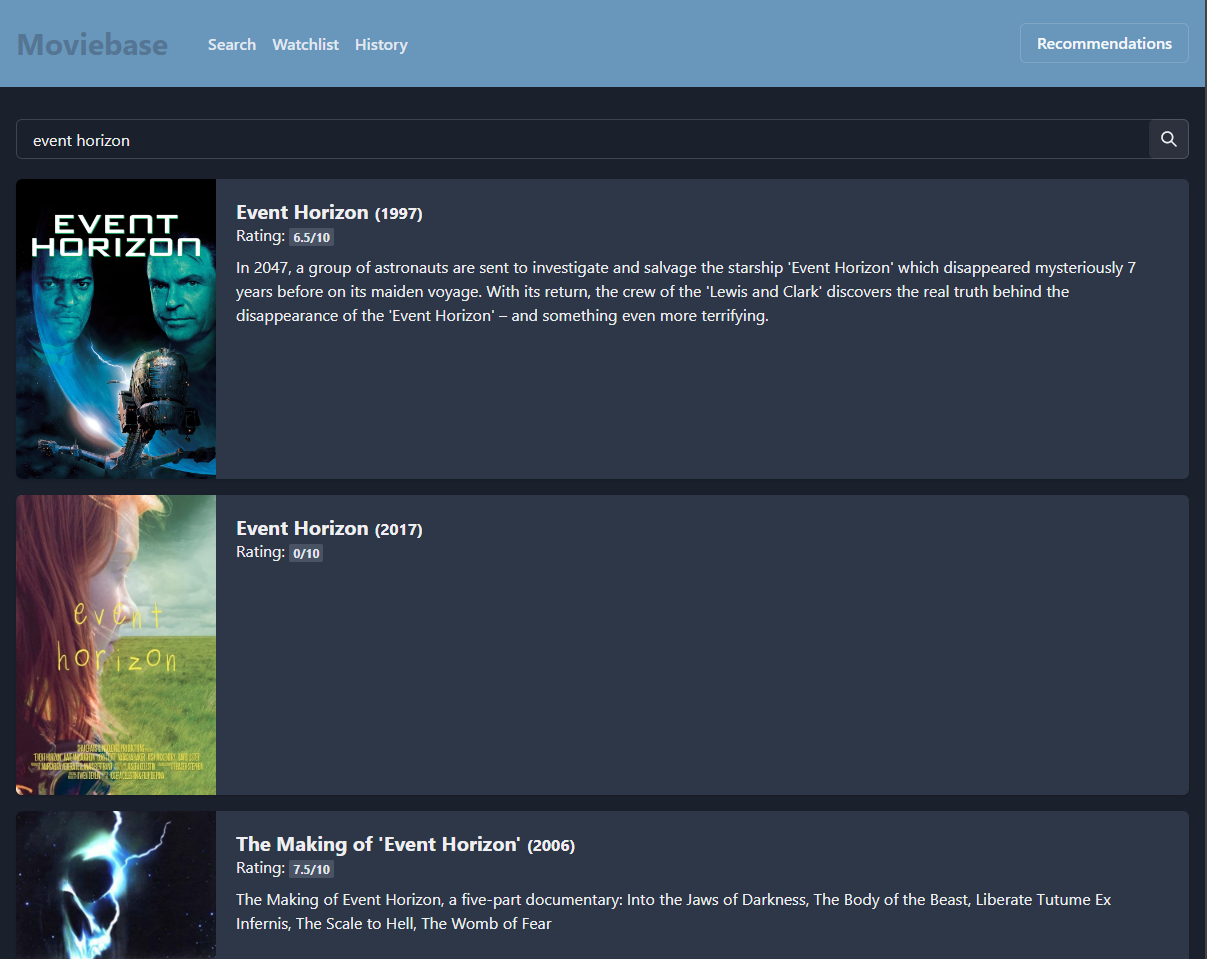 Moviebase
Search Watchlist History
Recommendations
event horizon
EVENT
HORIZON
Event Horizon (1997)
Rating: 6.5/10
In 2047, a group of astronauts are sent to investigate and salvage the starship 'Event Horizon' which disappeared mysteriously 7
years before on its maiden voyage. With its return, the crew of the 'Lewis and Clark' discovers the real truth behind the
disappearance of the 'Event Horizon' – and something even more terrifying.
event
horizon
Event Horizon (2017)
Rating: 0/10
The Making of 'Event Horizon' (2006)
Rating: 7.5/10
The Making of Event Horizon, a five-part documentary: Into the Jaws of Darkness, The Body of the Beast, Liberate Tutume Ex
Infernis, The Scale to Hell, The Womb of Fear